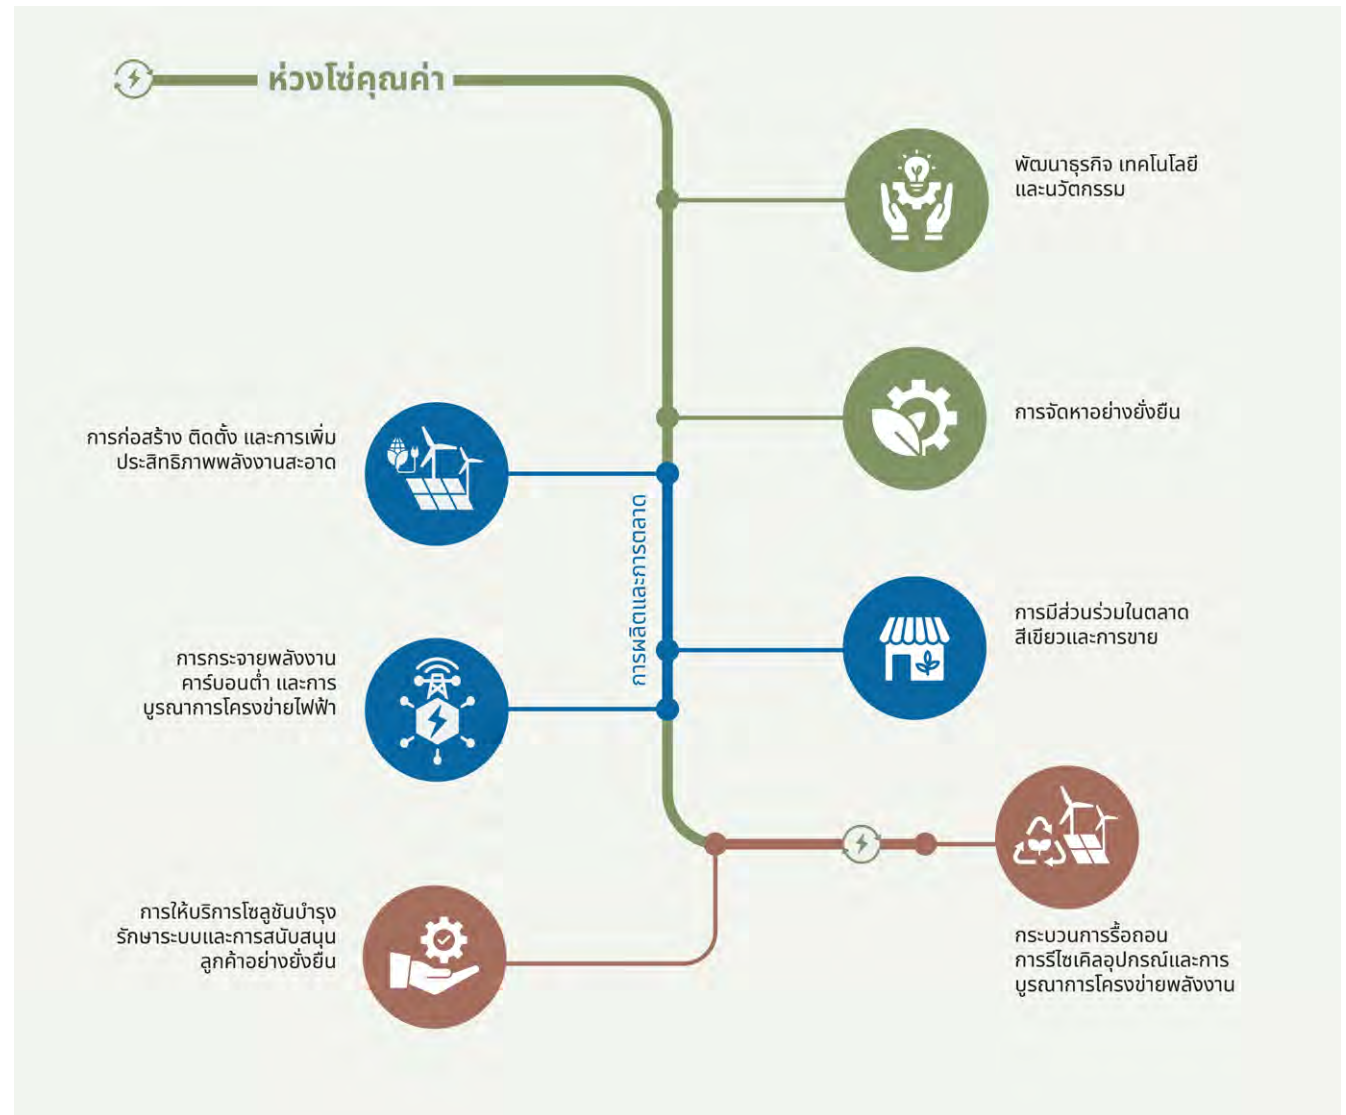 ห่วงโซ่คุณค่า
พัฒนาธุรกิจ เทคโนโลยี
และนวัตกรรม
การจัดหาอย่างยั่งยืน
การก่อสร้าง ติดตั้ง และการเพิ่ม
ประสิทธิภาพพลังงานสะอาด
การผลิตและการตลาด
การมีส่วนร่วมในตลาด
สีเขียวและการขาย
การกระจายพลังงาน
คาร์บอนต่ำ และการ
บูรณาการโครงข่ายไฟฟ้า
การให้บริการโซลูชันบำรุง
รักษาระบบและการสนับสนุน
ลูกค้าอย่างยั่งยืน
กระบวนการรื้อถอน
การรีไซเคิลอุปกรณ์และการ
บูรณาการโครงข่ายพลังงาน